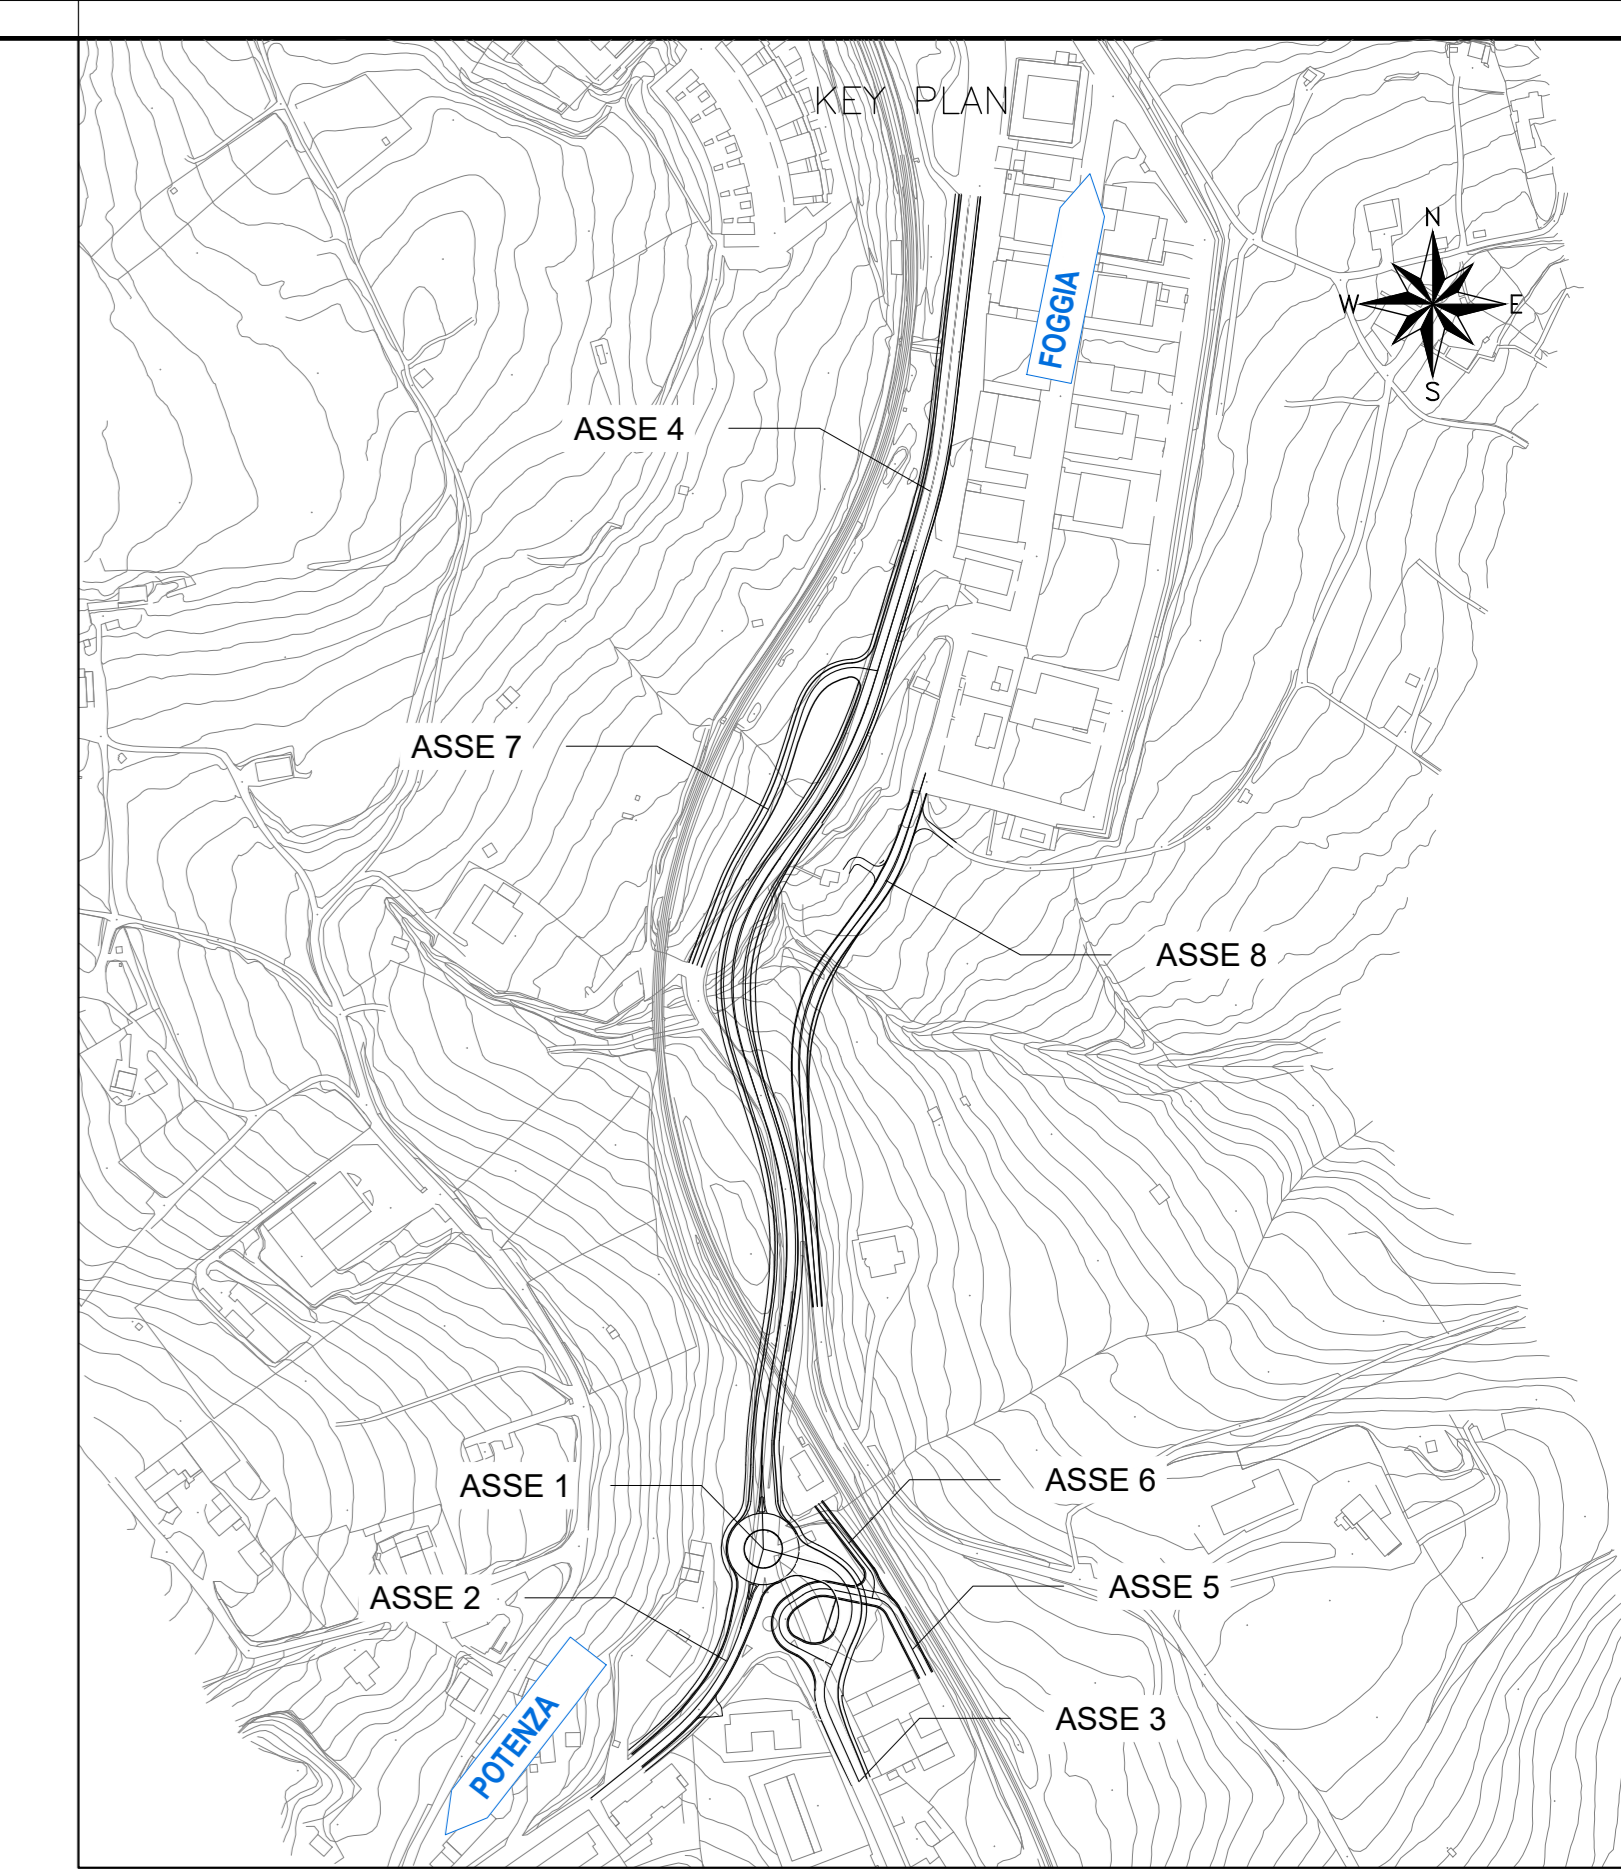 KEY PLAN
N
FOGGIA
W
E
S
ASSE 4
ASSE 7
ASSE 8
ASSE 6
ASSE 1
ASSE 5
ASSE 2
ASSE 3
POTENZA